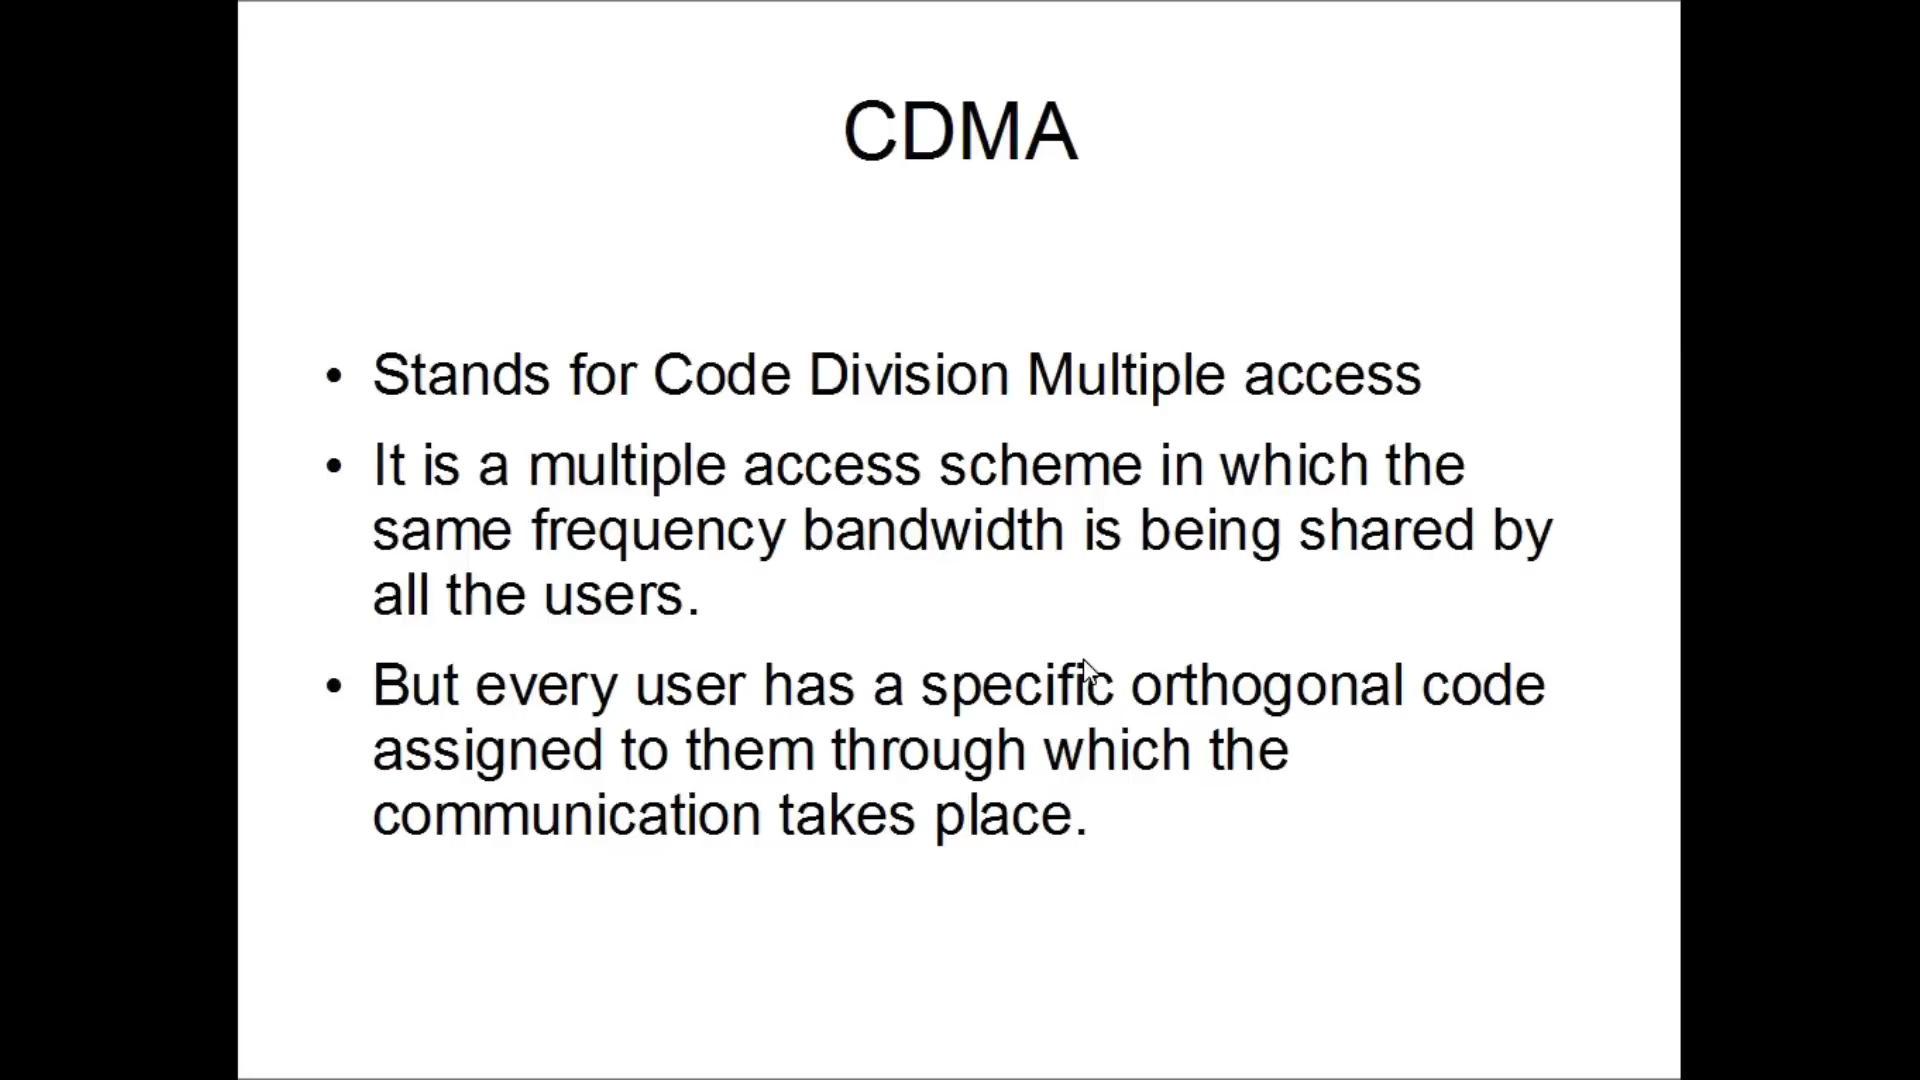 CDMA
• Stands for Code Division Multiple access
• It is a multiple access scheme in which the
same frequency bandwidth is being shared by
all the users.
• But every user has a specific orthogonal code
assigned to them through which the
communication takes place.